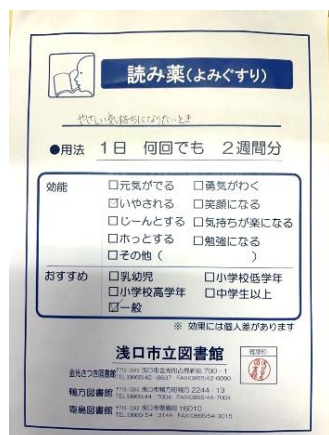 読み薬(よみぐすり)
やさしい気持ちになりたいとき
●用法 1日 何回でも 2週間分
効能 □元気がでる □勇気がわく
☑いやされる □笑顔になる
□じーんとする □気持ちが楽になる
□ホっとする □勉強になる
□その他( )
おすすめ □乳幼児 □小学校低学年
□小学校高学年 □中学生以上
☑一般
※ 効果には個人差があります
浅口市立図書館
金光さつき図書館
鴨方図書館
寄島図書館